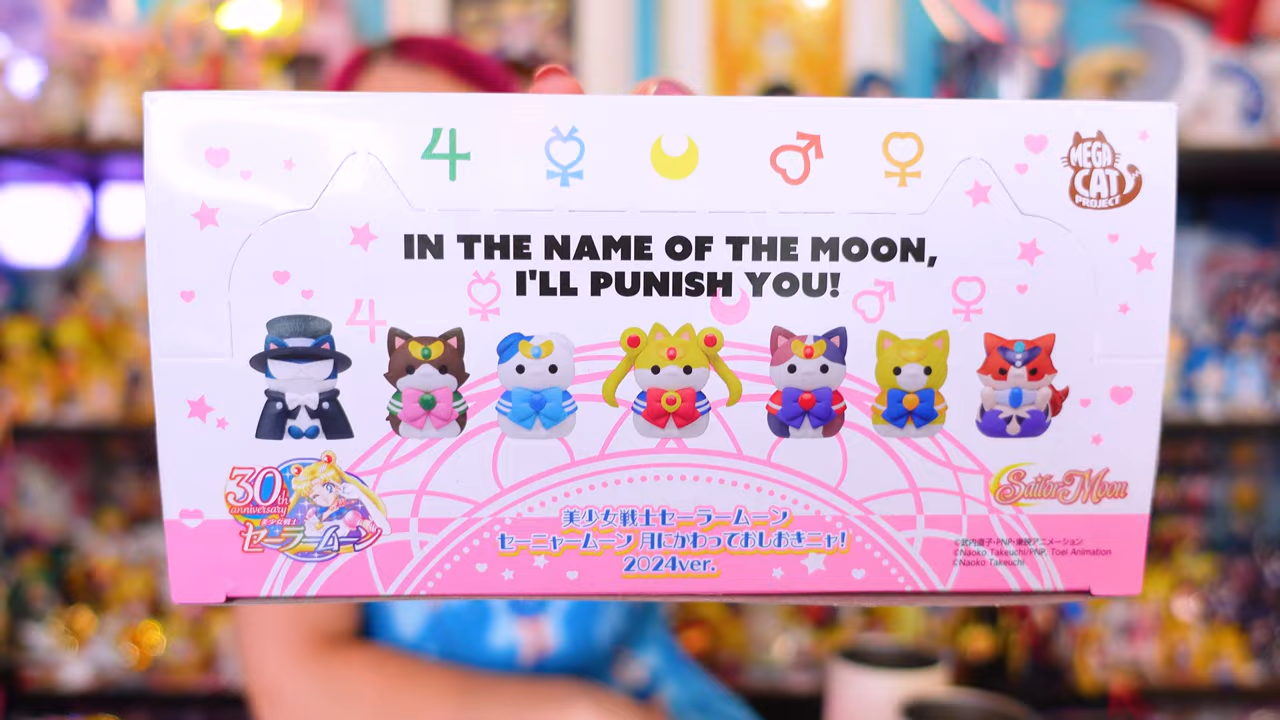 MEGA
CAT
PROJECT
IN THE NAME OF THE MOON,
I'LL PUNISH YOU!
30th
anniversary
美少女戦士
セーラームーン
Sailor Moon
美少女戦士セーラームーン
セーニャームーン 月にかわっておしおきニャ!
2024ver.
©武内直子・PNP・東映アニメーション
©Naoko Takeuchi/PNP, Toei Animation
©Naoko Takeuchi